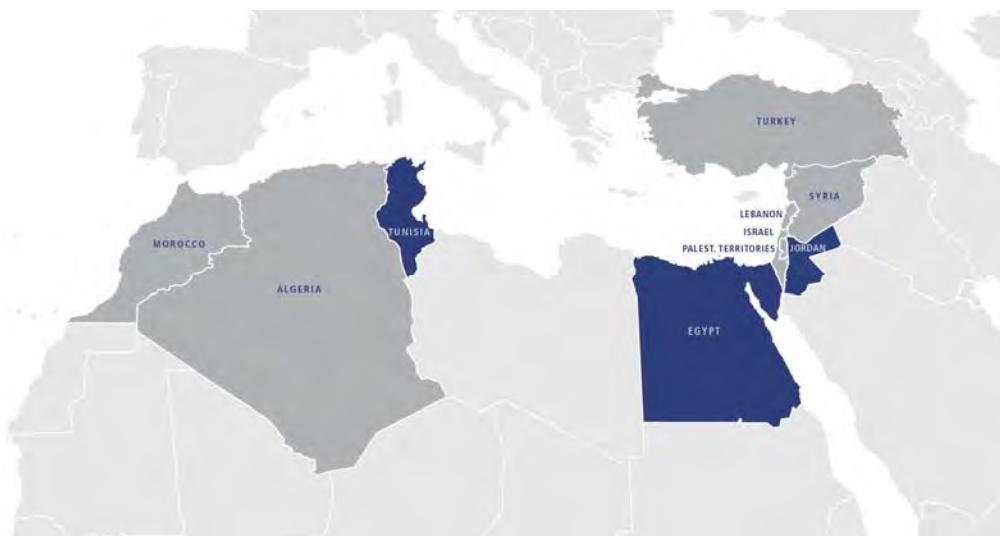 TURKEY
SYRIA
LEBANON
ISRAEL
PALEST. TERRITORIES
JORDAN
TUNISIA
MOROCCO
ALGERIA
EGYPT